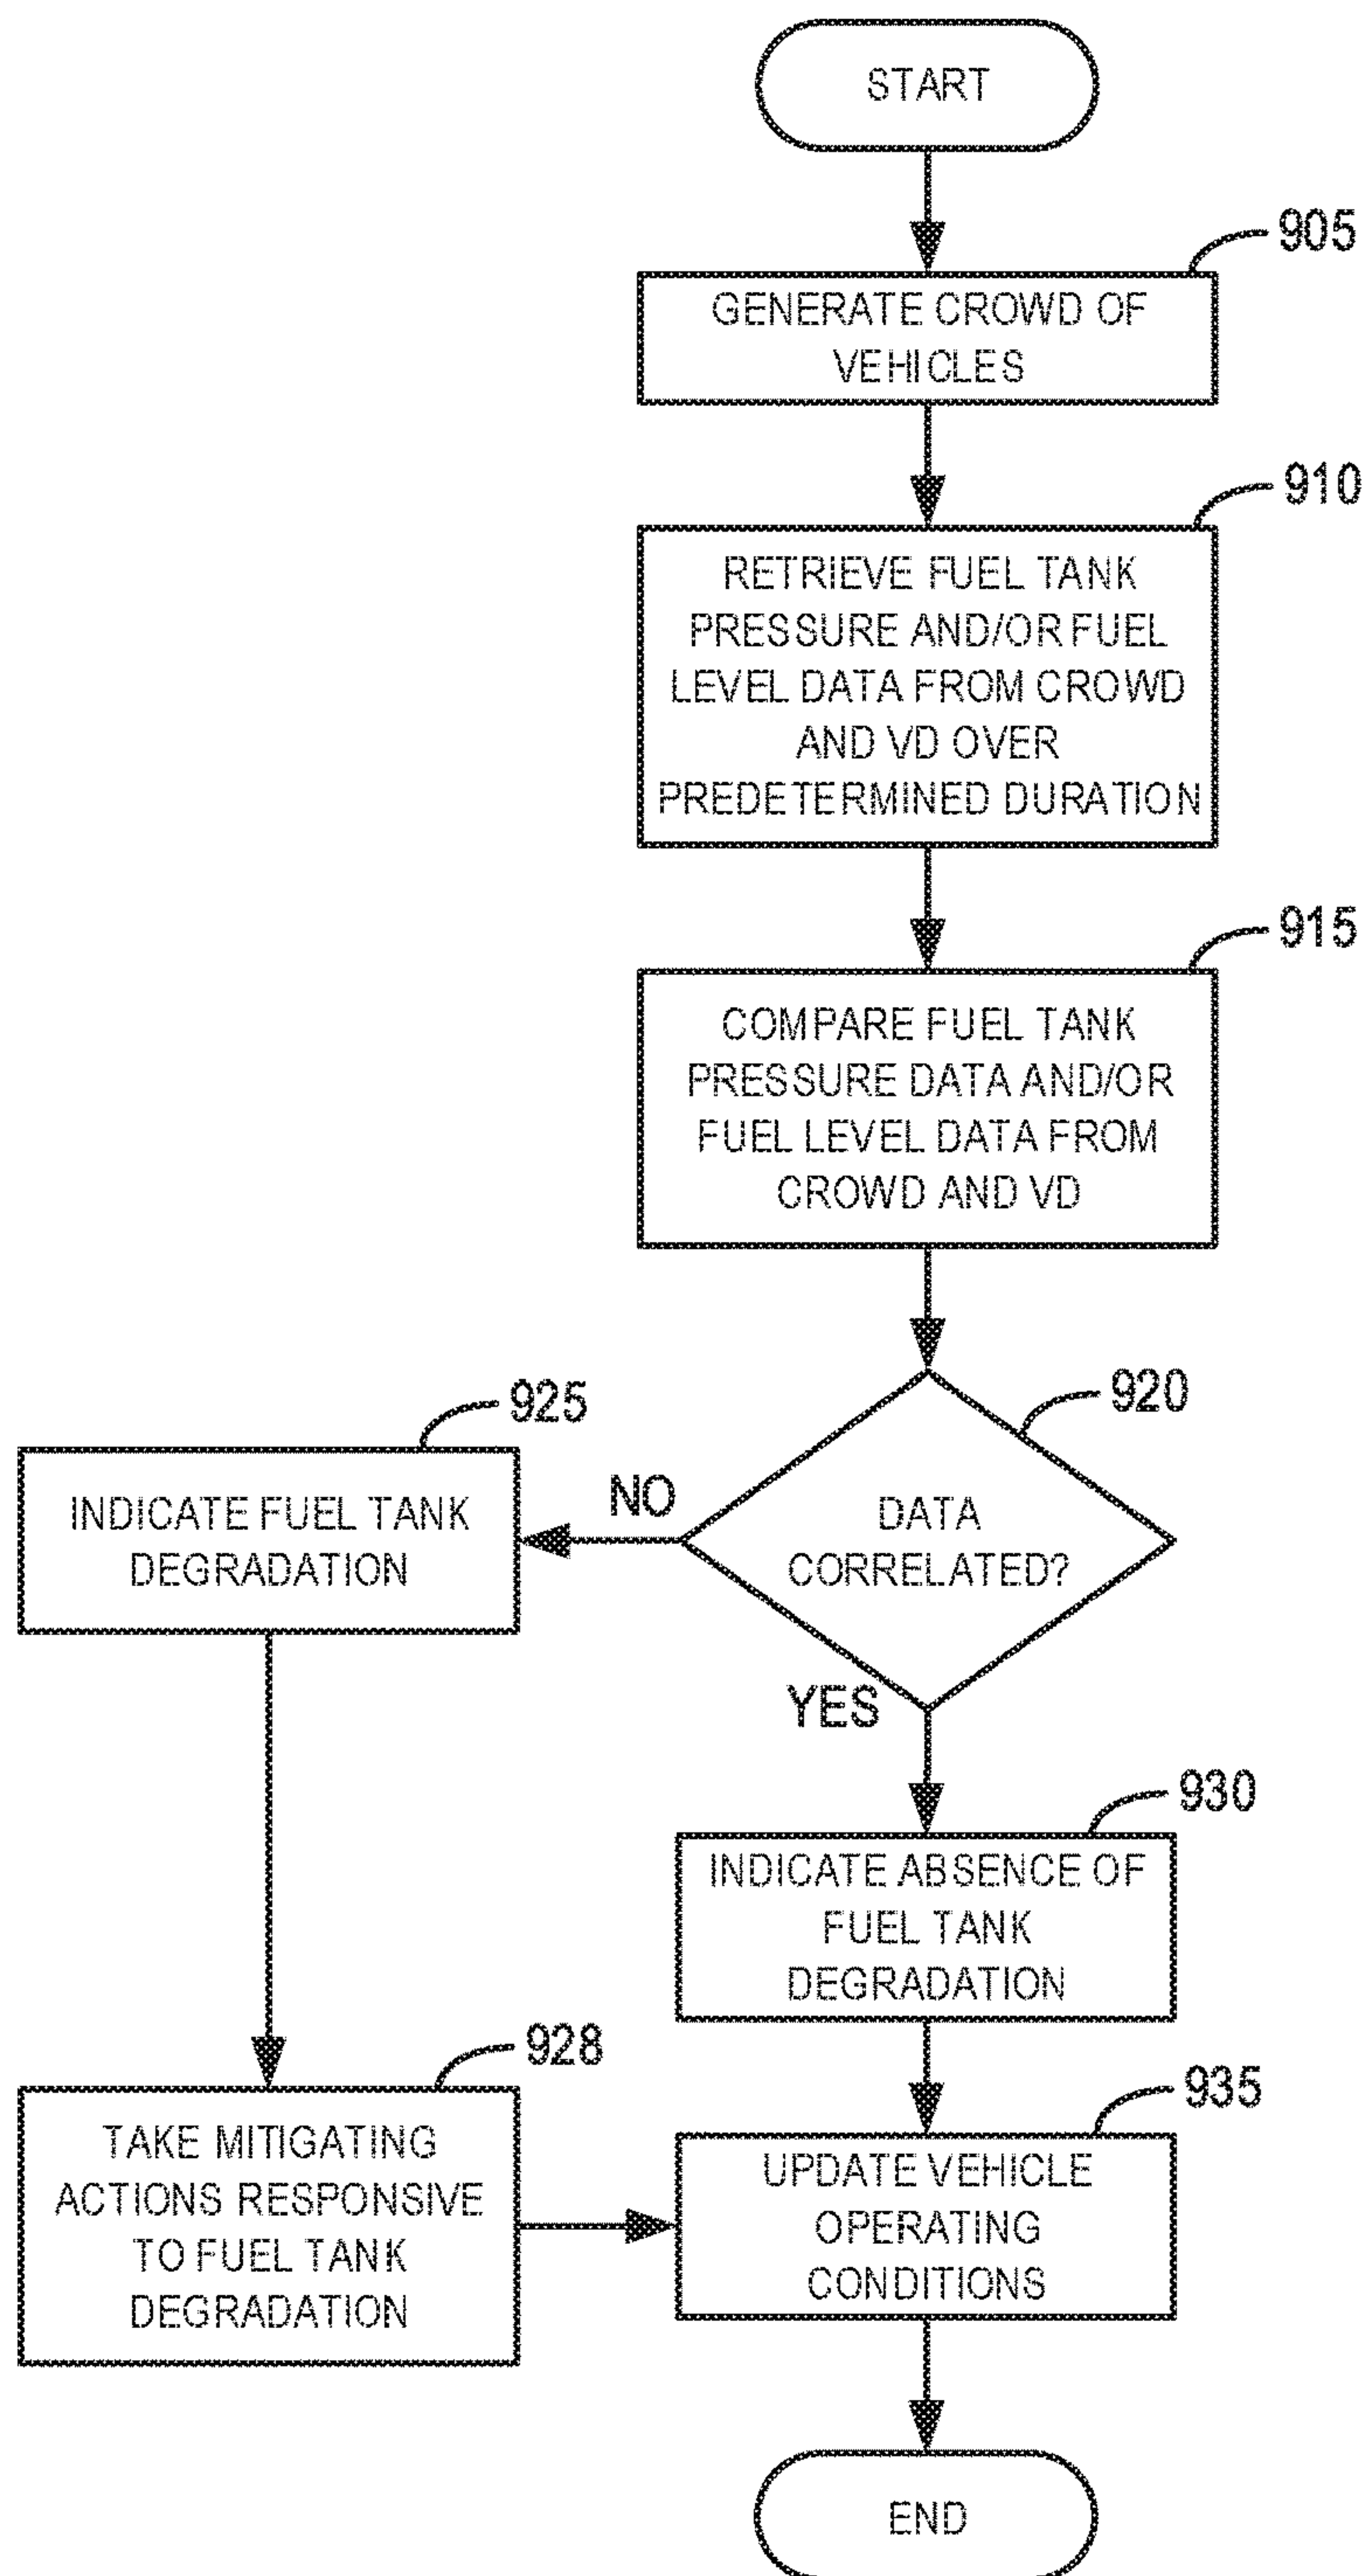 START
905
GENERATE CROWD OF
VEHICLES
910
RETRIEVE FUEL TANK
PRESSURE AND/OR FUEL
LEVEL DATA FROM CROWD
AND VD OVER
PREDETERMINED DURATION
915
COMPARE FUEL TANK
PRESSURE DATA AND/OR
FUEL LEVEL DATA FROM
CROWD AND VD
920
DATA
CORRELATED?
NO
925
INDICATE FUEL TANK
DEGRADATION
YES
930
INDICATE ABSENCE OF
FUEL TANK
DEGRADATION
928
TAKE MITIGATING
ACTIONS RESPONSIVE
TO FUEL TANK
DEGRADATION
935
UPDATE VEHICLE
OPERATING
CONDITIONS
END